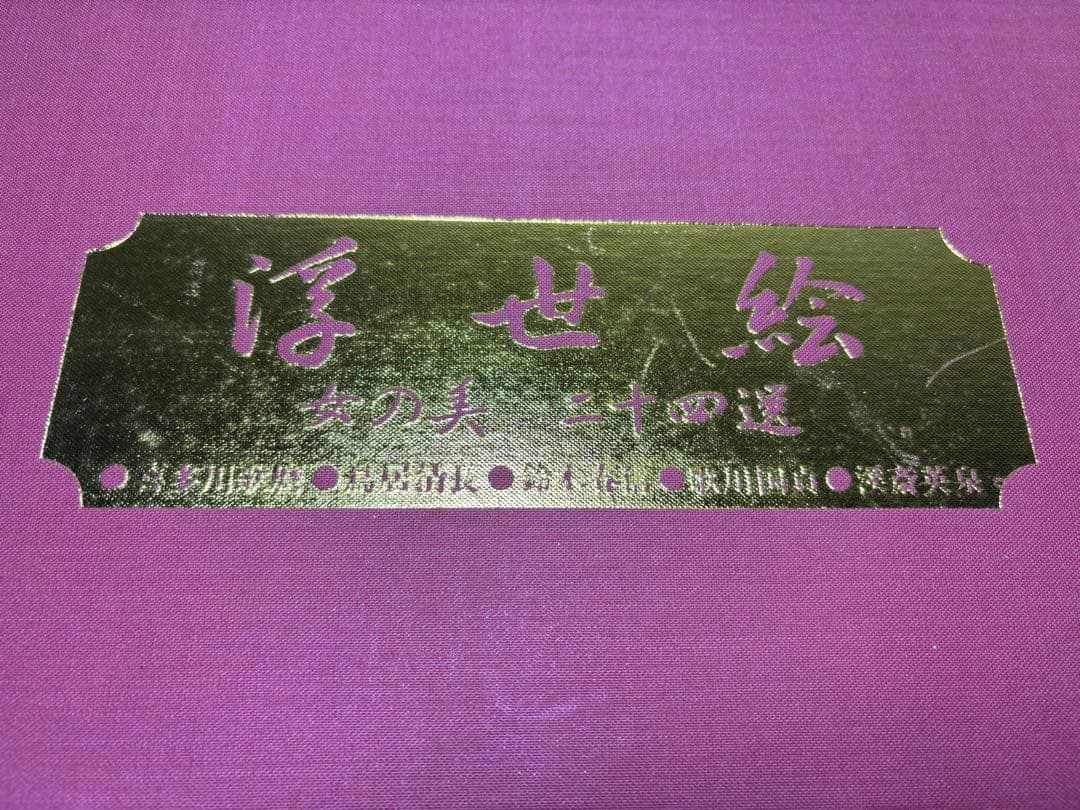 浮世絵
女の美 二十四選
●喜多川歌麿●鳥居清長●鈴木春信●歌川国貞●渓斎英泉